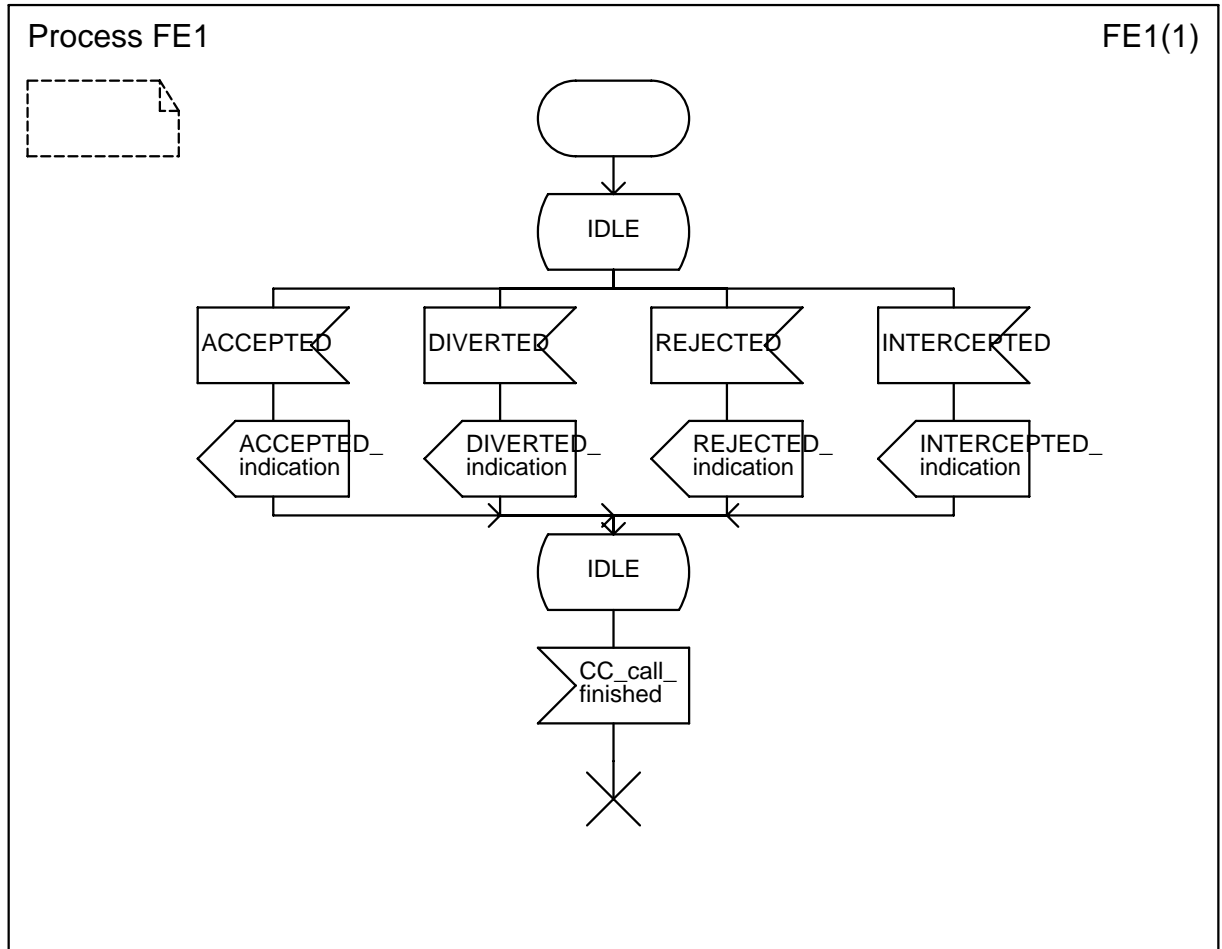 Process FE1
FE1(1)
IDLE
ACCEPTED
DIVERTED
REJECTED
INTERCEPTED
ACCEPTED_
indication
DIVERTED_
indication
REJECTED_
indication
INTERCEPTED_
indication
IDLE
CC_call_
finished